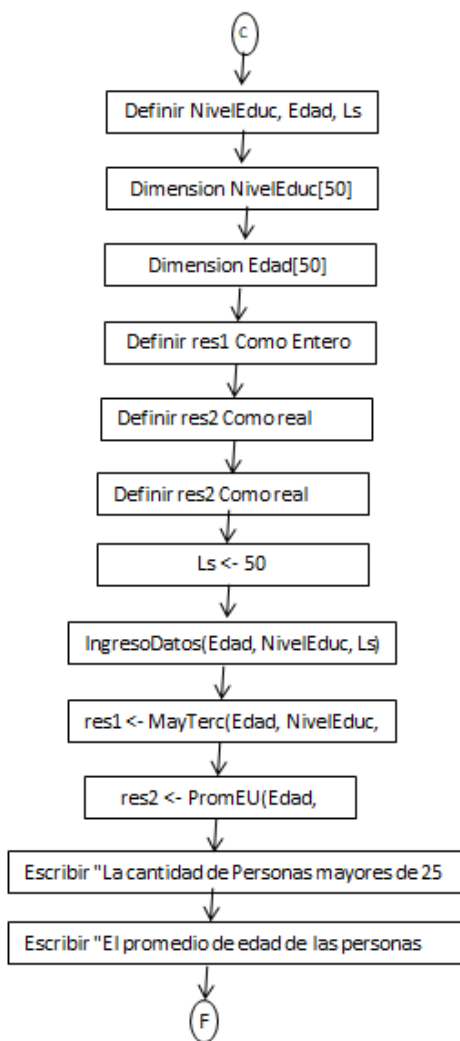 C
Definir NivelEduc, Edad, Ls
Dimension NivelEduc[50]
Dimension Edad[50]
Definir res1 Como Entero
Definir res2 Como real
Definir res2 Como real
Ls <- 50
IngresoDatos(Edad, NivelEduc, Ls)
res1 <- MayTerc(Edad, NivelEduc,
res2 <- PromEU(Edad,
Escribir "La cantidad de Personas mayores de 25
Escribir "El promedio de edad de las personas
F